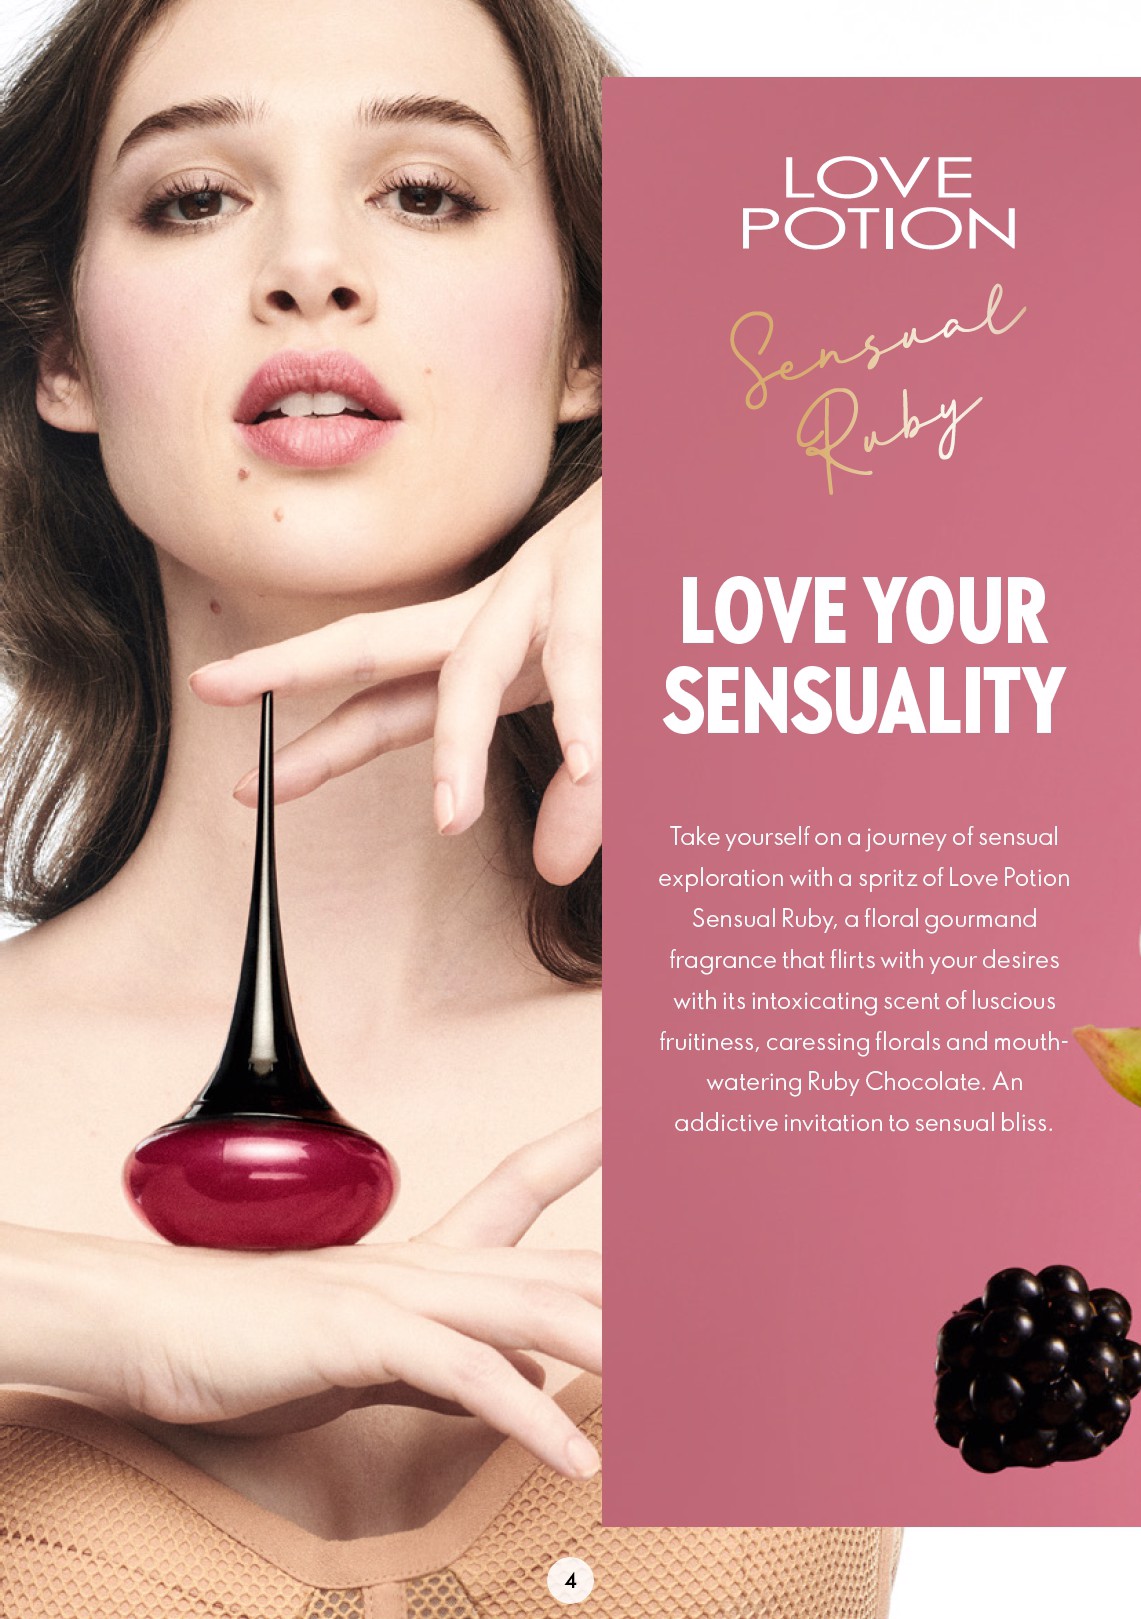 LOVE
POTION
Sensual
Ruby
LOVE YOUR
SENSUALITY
Take yourself on a journey of sensual
exploration with a spritz of Love Potion
Sensual Ruby, a floral gourmand
fragrance that flirts with your desires
with its intoxicating scent of luscious
fruitiness, caressing florals and mouth-
watering Ruby Chocolate. An
addictive invitation to sensual bliss.
4